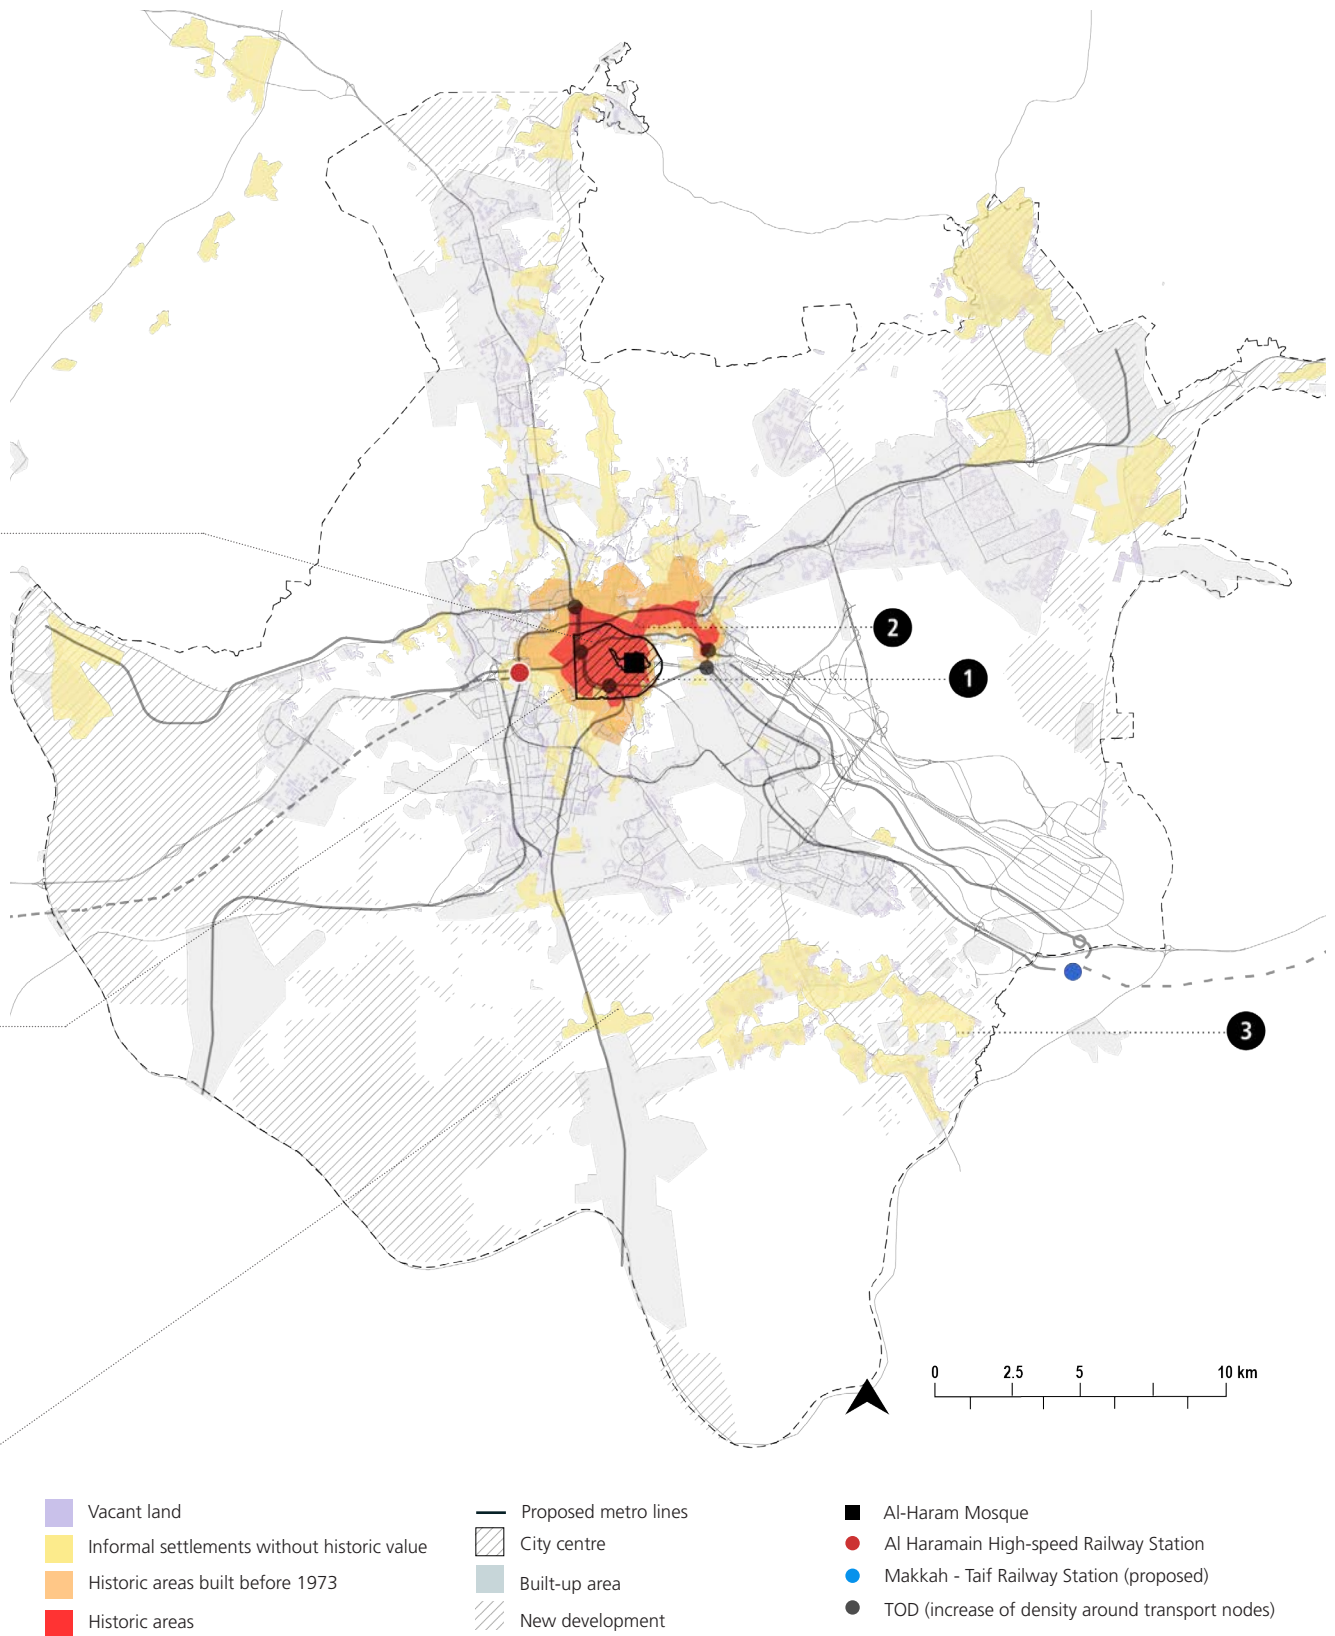 2
1
3
0 2.5 5 10 km
Vacant land
Informal settlements without historic value
Historic areas built before 1973
Historic areas
Proposed metro lines
City centre
Built-up area
New development
Al-Haram Mosque
Al Haramain High-speed Railway Station
Makkah - Taif Railway Station (proposed)
TOD (increase of density around transport nodes)